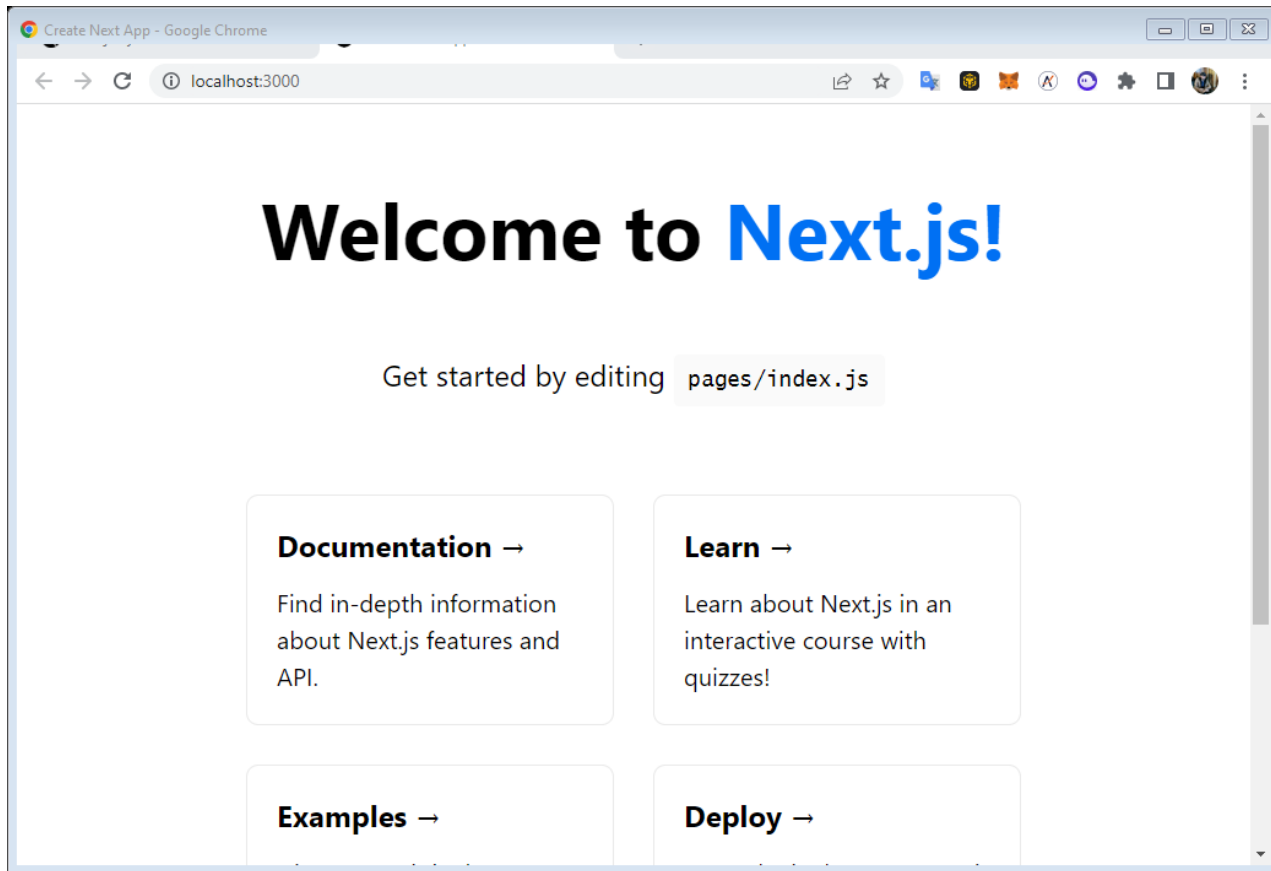 Create Next App - Google Chrome
localhost:3000
Welcome to Next.js!
Get started by editing pages/index.js
Documentation →
Find in-depth information
about Next.js features and
API.
Learn →
Learn about Next.js in an
interactive course with
quizzes!
Examples →
Deploy →